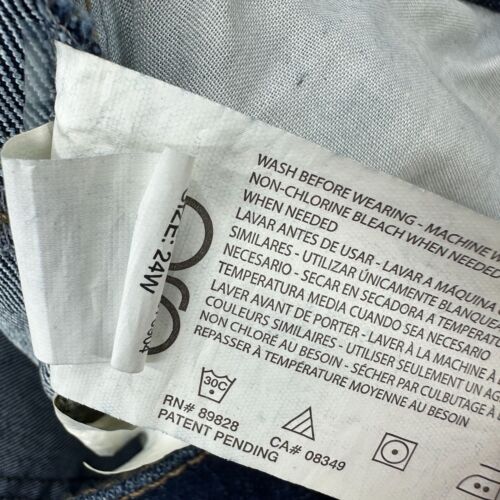 WASH BEFORE WEARING - MACHINE W
NON-CHLORINE BLEACH WHEN NEEDED
WHEN NEEDED
LAVAR ANTES DE USAR - LAVAR A MÁQUINA
SIMILARES - UTILIZAR ÚNICAMENTE BLANQUE
NECESARIO - SECAR EN SECADORA A TEMPERAT
TEMPERATURA MEDIA CUANDO SEA NECESARIO
LAVER AVANT DE PORTER - LAVER À LA MACHINE À
COULEURS SIMILAIRES - UTILISER SEULEMENT UN AG
NON CHLORÉ AU BESOIN - SÉCHER PAR CULBUTAGE À
REPASSER À TEMPÉRATURE MOYENNE AU BESOIN
30C
RN# 89828
CA# 08349
PATENT PENDING
ZE: 24W